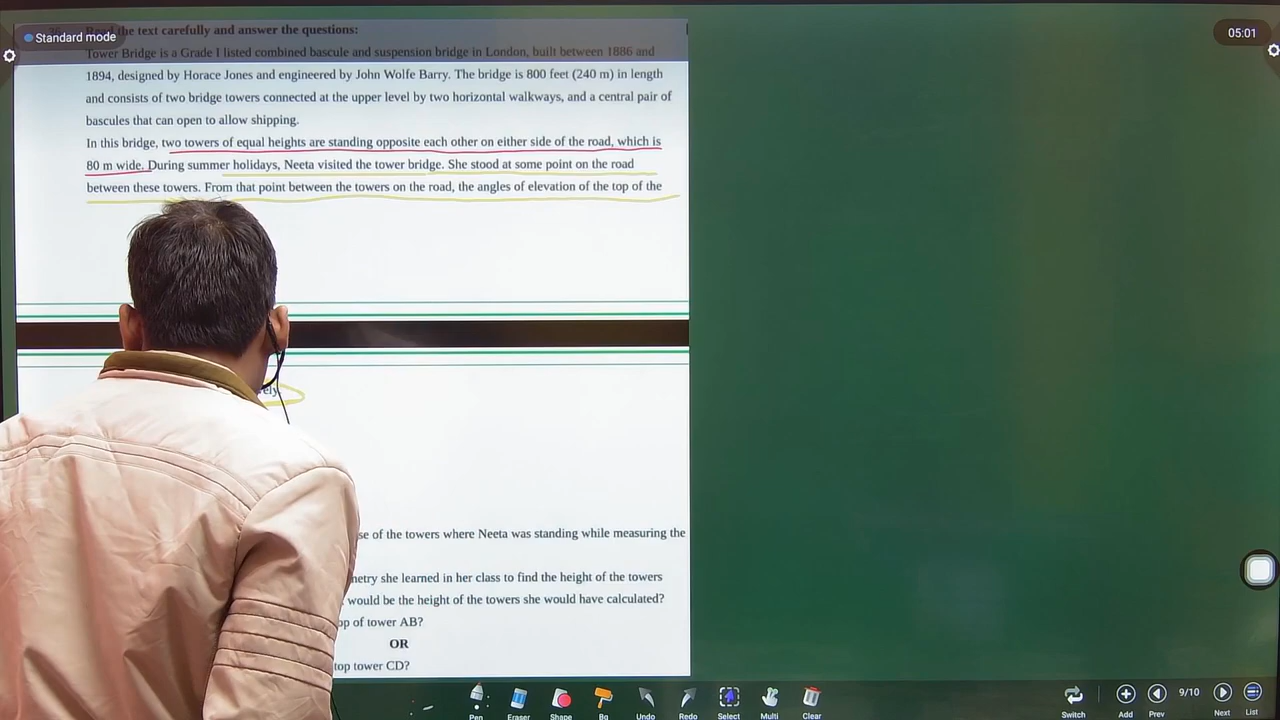 05:01
Standard mode
the text carefully and answer the questions:
Tower Bridge is a Grade I listed combined bascule and suspension bridge in London, built between 1886 and
1894, designed by Horace Jones and engineered by John Wolfe Barry. The bridge is 800 feet (240 m) in length
and consists of two bridge towers connected at the upper level by two horizontal walkways, and a central pair of
bascules that can open to allow shipping.
In this bridge, two towers of equal heights are standing opposite each other on either side of the road, which is
80 m wide. During summer holidays, Neeta visited the tower bridge. She stood at some point on the road
between these towers. From that point between the towers on the road, the angles of elevation of the top of the
of the towers where Neeta was standing while measuring the
she learned in her class to find the height of the towers
would be the height of the towers she would have calculated?
of tower AB?
OR
top tower CD?
Pen Eraser Shape Bg Undo Redo Select Multi Clear Switch Add Prev 9/10 Next List